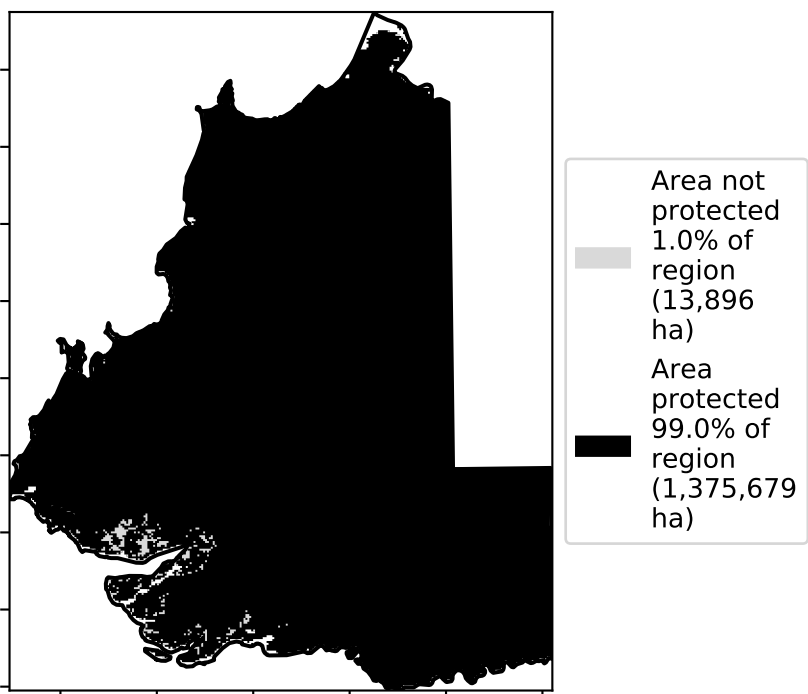 Area not
protected
1.0% of
region
(13,896
ha)
Area
protected
99.0% of
region
(1,375,679
ha)